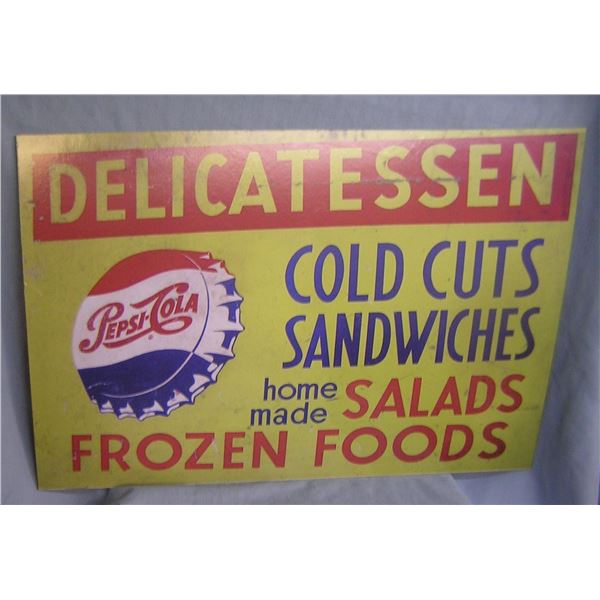 DELICATESSEN
PEPSI-COLA
COLD CUTS
SANDWICHES
home made SALADS
FROZEN FOODS